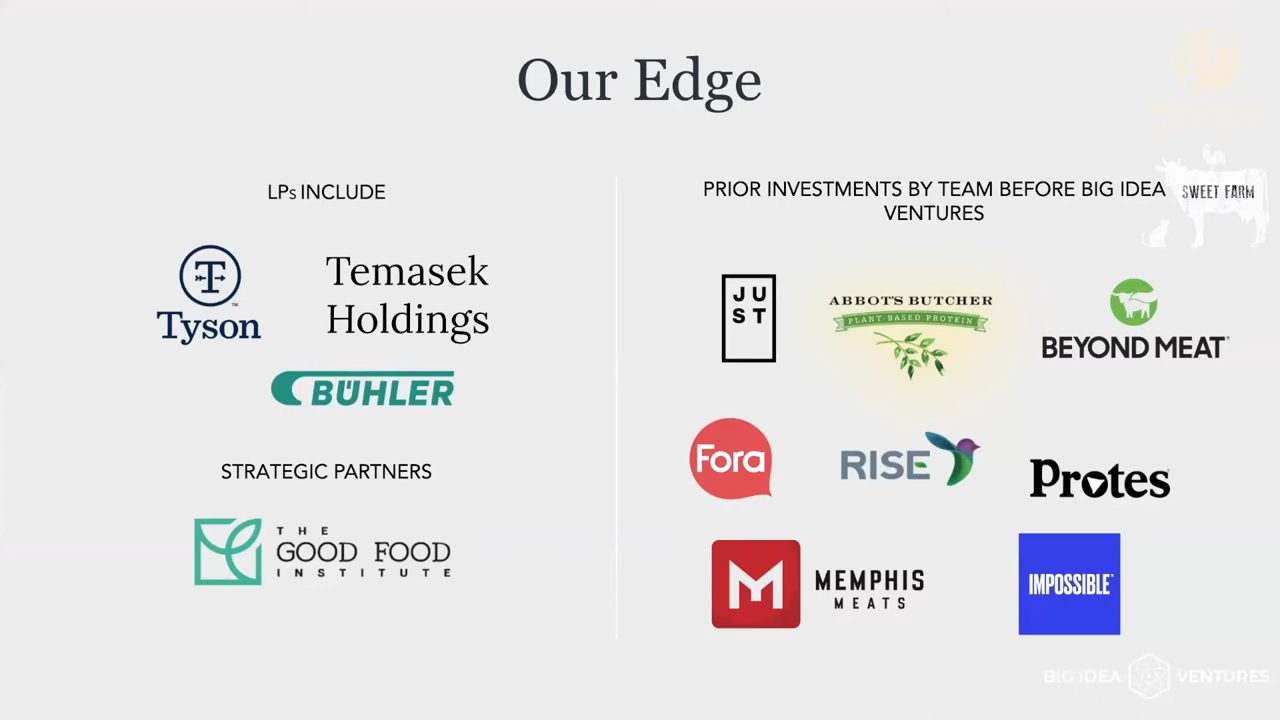 Our Edge
LPs INCLUDE
Tyson
Temasek
Holdings
BÜHLER
STRATEGIC PARTNERS
THE
GOOD FOOD
INSTITUTE
PRIOR INVESTMENTS BY TEAM BEFORE BIG IDEA
VENTURES
SWEET FARM
JU
ST
ABBOT'S BUTCHER
PLANT-BASED PROTEIN
BEYOND MEAT
Fora
RISE
Protes
MEMPHIS
MEATS
IMPOSSIBLE
BIG IDEA VENTURES